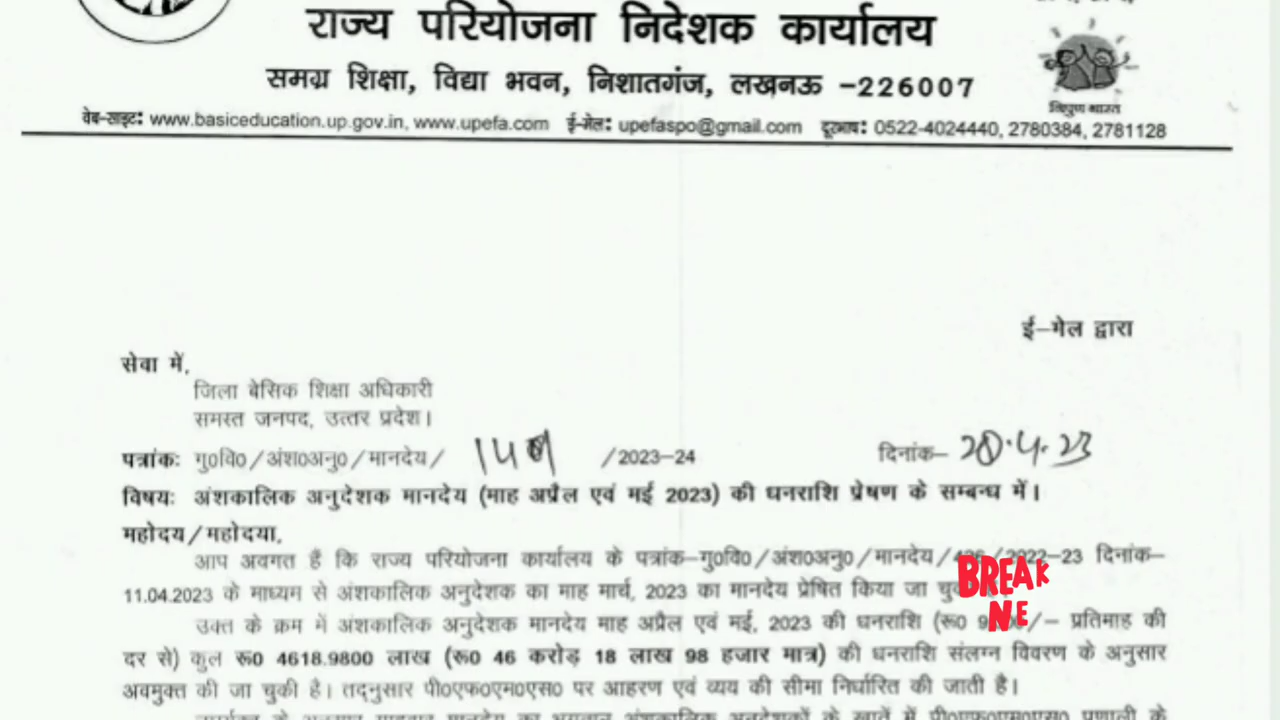 राज्य परियोजना निदेशक कार्यालय
समग्र शिक्षा, विद्या भवन, निशातगंज, लखनऊ -226007
निपुण भारत
वेब-साइट: www.basiceducation.up.gov.in, www.upefa.com ई-मेल: upefaspo@gmail.com दूरभाष: 0522-4024440, 2780384, 2781128
ई-मेल द्वारा
सेवा में,
जिला बेसिक शिक्षा अधिकारी
समस्त जनपद, उत्तर प्रदेश।
पत्रांकः गु0वि0/अंश0अनु0/मानदेय/ /2023-24 दिनांक- 20.4.23
विषयः अंशकालिक अनुदेशक मानदेय (माह अप्रैल एवं मई 2023) की धनराशि प्रेषण के सम्बन्ध में।
महोदय/महोदया,
आप अवगत हैं कि राज्य परियोजना कार्यालय के पत्रांक-गु0वि0/अंश0अनु0/मानदेय/ /2022-23 दिनांक-
11.04.2023 के माध्यम से अंशकालिक अनुदेशक का माह मार्च, 2023 का मानदेय प्रेषित किया जा
BREAK
NE
उक्त के क्रम में अंशकालिक अनुदेशक मानदेय माह अप्रैल एवं मई, 2023 की धनराशि (रू0 /- प्रतिमाह की
दर से) कुल रू0 4618.9800 लाख (रू0 46 करोड़ 18 लाख 98 हजार मात्र) की धनराशि संलग्न विवरण के अनुसार
अवमुक्त की जा चुकी है। तद्नुसार पी0एफ0एम0एस0 पर आहरण एवं व्यय की सीमा निर्धारित की जाती है।